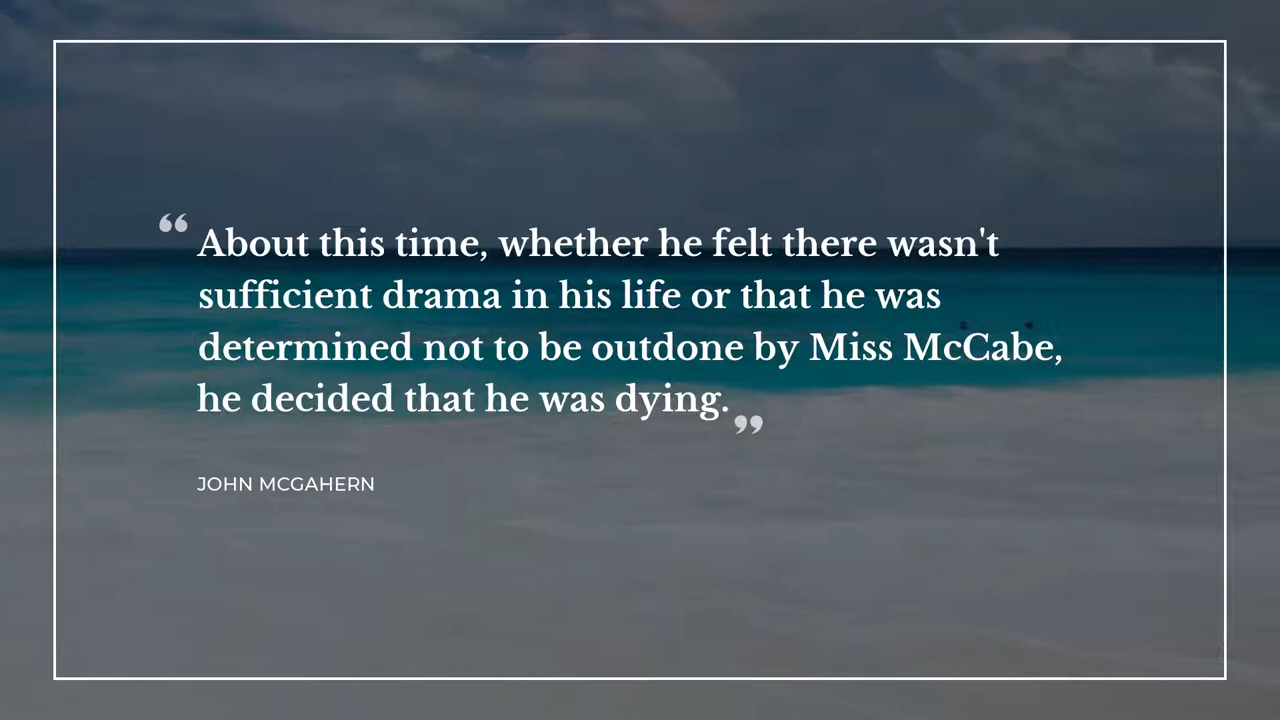 “About this time, whether he felt there wasn't
sufficient drama in his life or that he was
determined not to be outdone by Miss McCabe,
he decided that he was dying.”
JOHN MCGAHERN